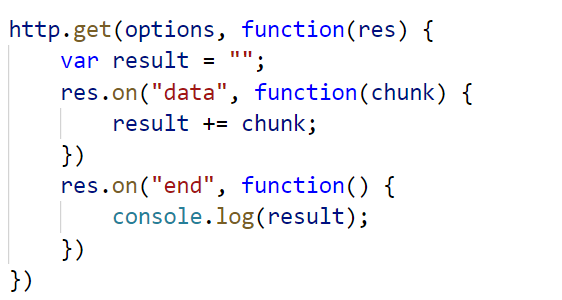 http.get(options, function(res) {
    var result = "";
    res.on("data", function(chunk) {
        result += chunk;
    })
    res.on("end", function() {
        console.log(result);
    })
})